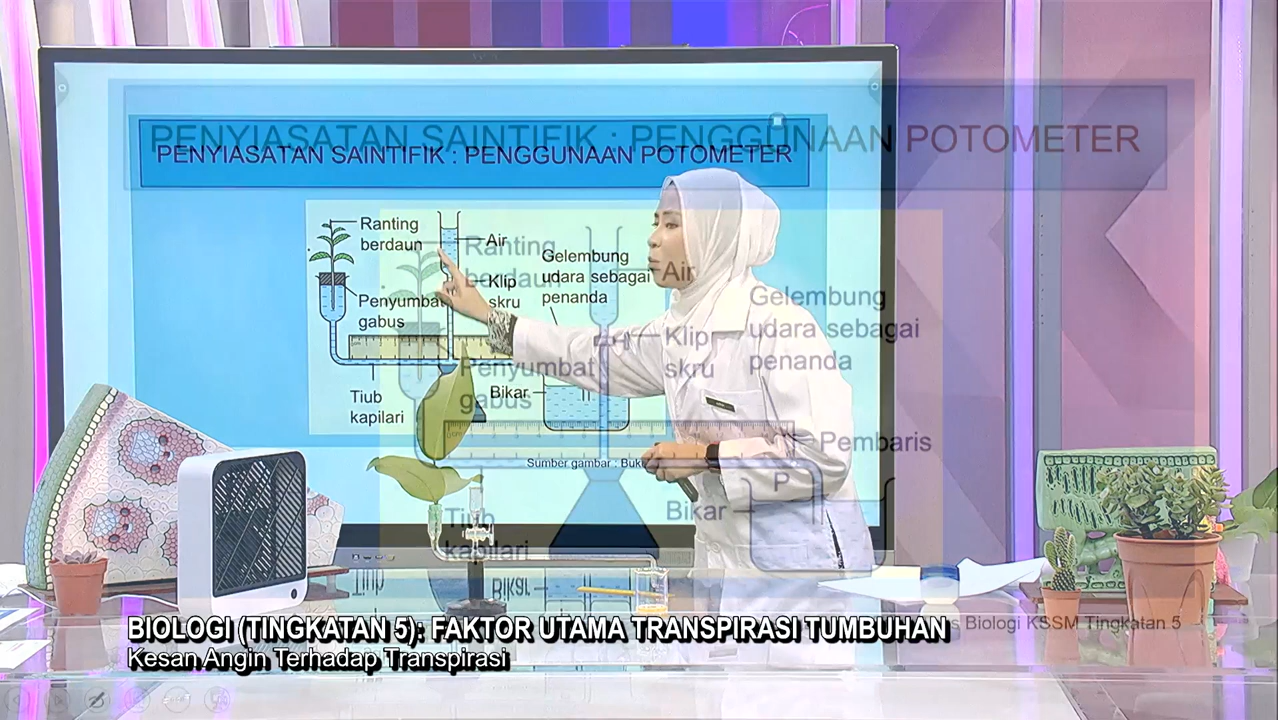 PENYIASATAN SAINTIFIK : PENGGUNAAN POTOMETER
PENYIASATAN SAINTIFIK : PENGGUNAAN POTOMETER
Ranting
berdaun
Air
Klip
skru
Gelembung
udara sebagai
penanda
Penyumbat
gabus
Tiub
kapilari
Bikar
Sumber gambar :
Ranting
berdaun
Air
Gelembung
udara sebagai
penanda
Klip
skru
Penyumbat
gabus
Pembaris
P
Bikar
Tiub
kapilari
Biologi KSSM Tingkatan 5
BIOLOGI (TINGKATAN 5): FAKTOR UTAMA TRANSPIRASI TUMBUHAN
Kesan Angin Terhadap Transpirasi